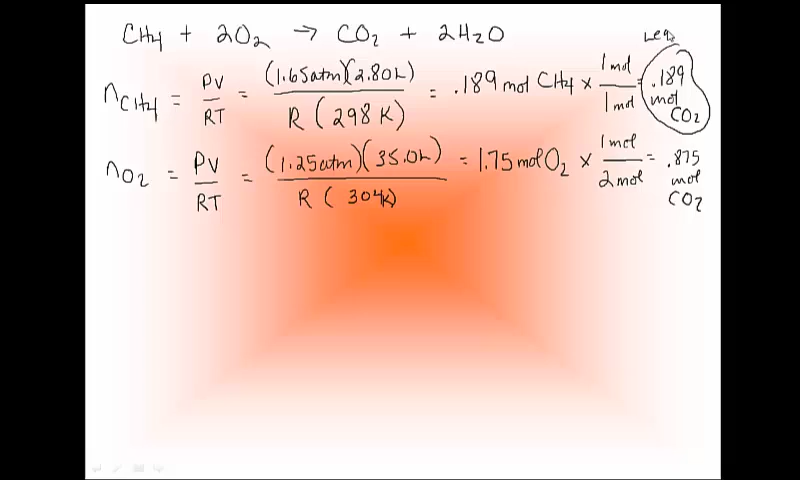 Lea
CH4 + 2O2 → CO2 + 2H2O
nCH4 = PV/RT = (1.65atm)(2.80L)/R(298K) = .189 mol CH4 × 1mol/1mol = .189 mol CO2
nO2 = PV/RT = (1.25atm)(35.0L)/R(304K) = 1.75 mol O2 × 1mol/2mol = .875 mol CO2